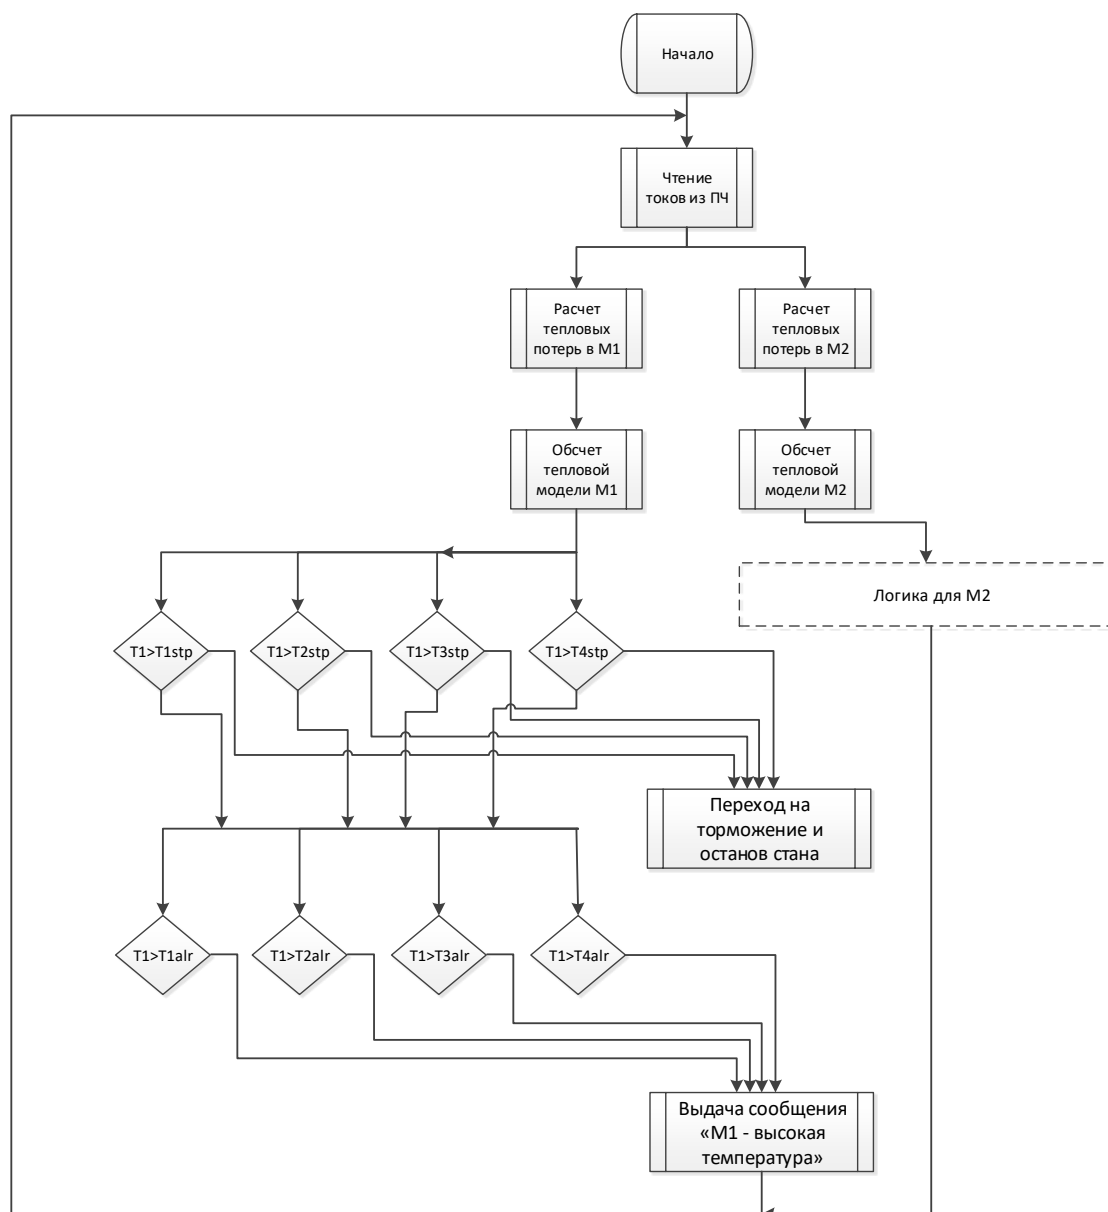 Начало
Чтение
токов из ПЧ
Расчет
тепловых
потерь в М1
Расчет
тепловых
потерь в М2
Обсчет
тепловой
модели М1
Обсчет
тепловой
модели М2
Логика для М2
T1>T1stp
T1>T2stp
T1>T3stp
T1>T4stp
Переход на
торможение и
останов стана
T1>T1alr
T1>T2alr
T1>T3alr
T1>T4alr
Выдача сообщения
«М1 - высокая
температура»